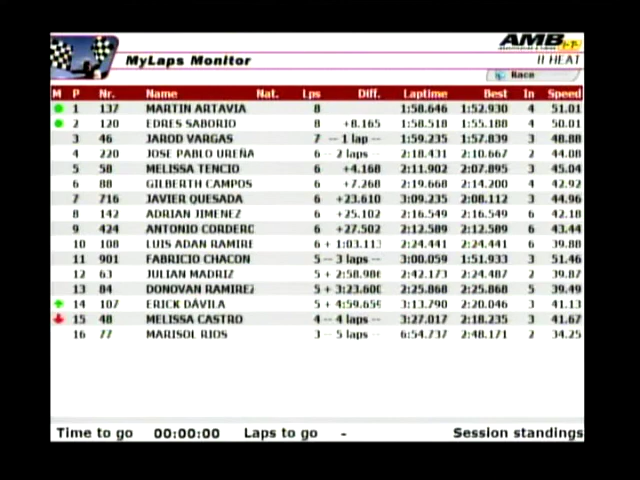 AMB
MyLaps Monitor
II HEAT
Race
M P Nr. Name Nat. Lps Diff. Laptime Best In Speed
1 137 MARTIN ARTAVIA 8 1:58.646 1:52.930 4 51.01
2 120 EDRES SABORIO 8 +8.165 1:58.518 1:55.188 4 50.01
3 46 JAROD VARGAS 7 -- 1 lap -- 1:59.235 1:57.839 3 48.88
4 220 JOSE PABLO UREÑA 6 -- 2 laps -- 2:18.431 2:10.667 2 44.08
5 58 MELISSA TENCIO 6 +4.168 2:11.902 2:07.895 3 45.04
6 88 GILBERTH CAMPOS 6 +7.268 2:19.668 2:14.200 4 42.92
7 716 JAVIER QUESADA 6 +23.610 3:09.235 2:08.112 3 44.96
8 142 ADRIAN JIMENEZ 6 +25.102 2:16.549 2:16.549 6 42.18
9 424 ANTONIO CORDERC 6 +27.502 2:12.589 2:12.589 6 43.44
10 108 LUIS ADAN RAMIRE 6 + 1:03.113 2:24.441 2:24.441 6 39.88
11 901 FABRICIO CHACON 5 -- 3 laps -- 3:00.059 1:51.933 3 51.46
12 63 JULIAN MADRIZ 5 + 2:58.986 2:42.173 2:24.487 2 39.87
13 84 DONOVAN RAMIREZ 5 + 3:23.600 2:25.868 2:25.868 5 39.49
14 107 ERICK DÁVILA 5 + 4:59.659 3:13.790 2:20.046 3 41.13
15 48 MELISSA CASTRO 4 -- 4 laps -- 3:27.017 2:18.235 3 41.67
16 77 MARISOL RIOS 3 -- 5 laps -- 6:54.737 2:48.171 2 34.25
Time to go 00:00:00 Laps to go - Session standings